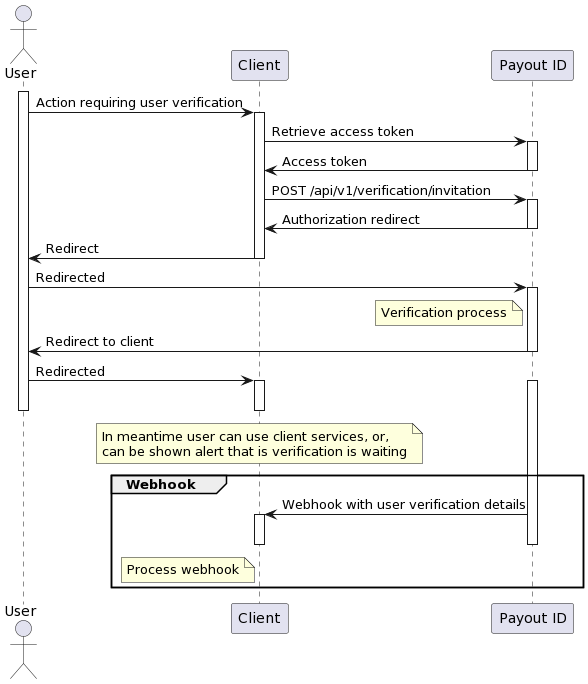 User
Client
Payout ID
Action requiring user verification
Retrieve access token
Access token
POST /api/v1/verification/invitation
Authorization redirect
Redirect
Redirected
Verification process
Redirect to client
Redirected
In meantime user can use client services, or,
can be shown alert that is verification is waiting
Webhook
Webhook with user verification details
Process webhook
User
Client
Payout ID